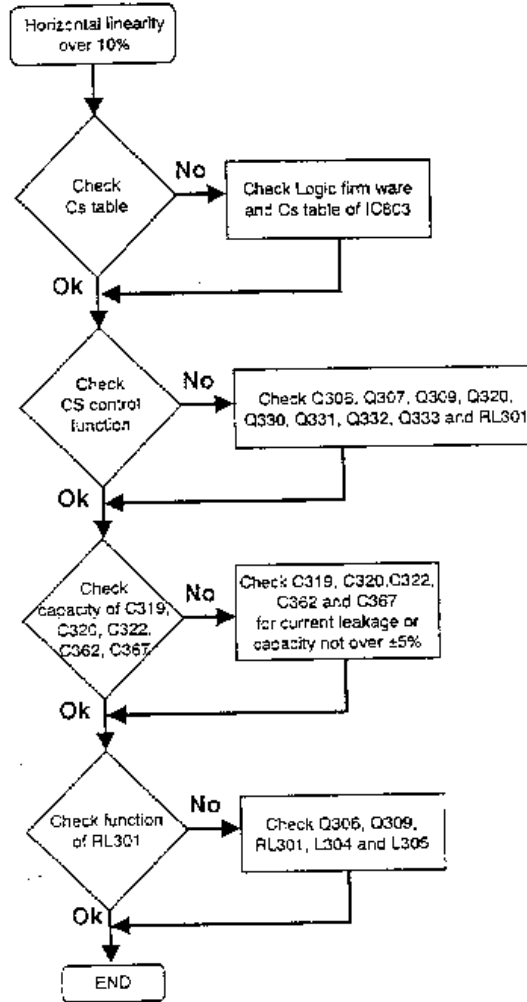 Horizontal linearity
over 10%
Check
Cs table
No
Check Logic firm ware
and Cs table of IC803
Ok
Check
CS control
function
No
Check Q306, Q307, Q309, Q320,
Q330, Q331, Q332, Q333 and RL301
Ok
Check
capacity of C319,
C320, C322,
C362, C367
No
Check C319, C320,C322,
C362 and C367
for current leakage or
capacity not over ±5%
Ok
Check function
of RL301
No
Check Q306, Q309,
RL301, L304 and L305
Ok
END